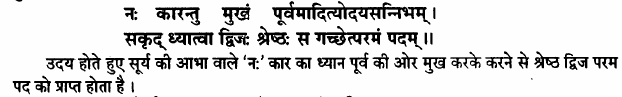 नः कारन्तु मुखं पूर्वमादित्योदयसन्निभम् ।
सकृद् ध्यात्वा द्विजः श्रेष्ठः स गच्छेत्परमं पदम् ॥
उदय होते हुए सूर्य की आभा वाले 'नः' कार का ध्यान पूर्व की ओर मुख करके करने से श्रेष्ठ द्विज परम
पद को प्राप्त होता है ।